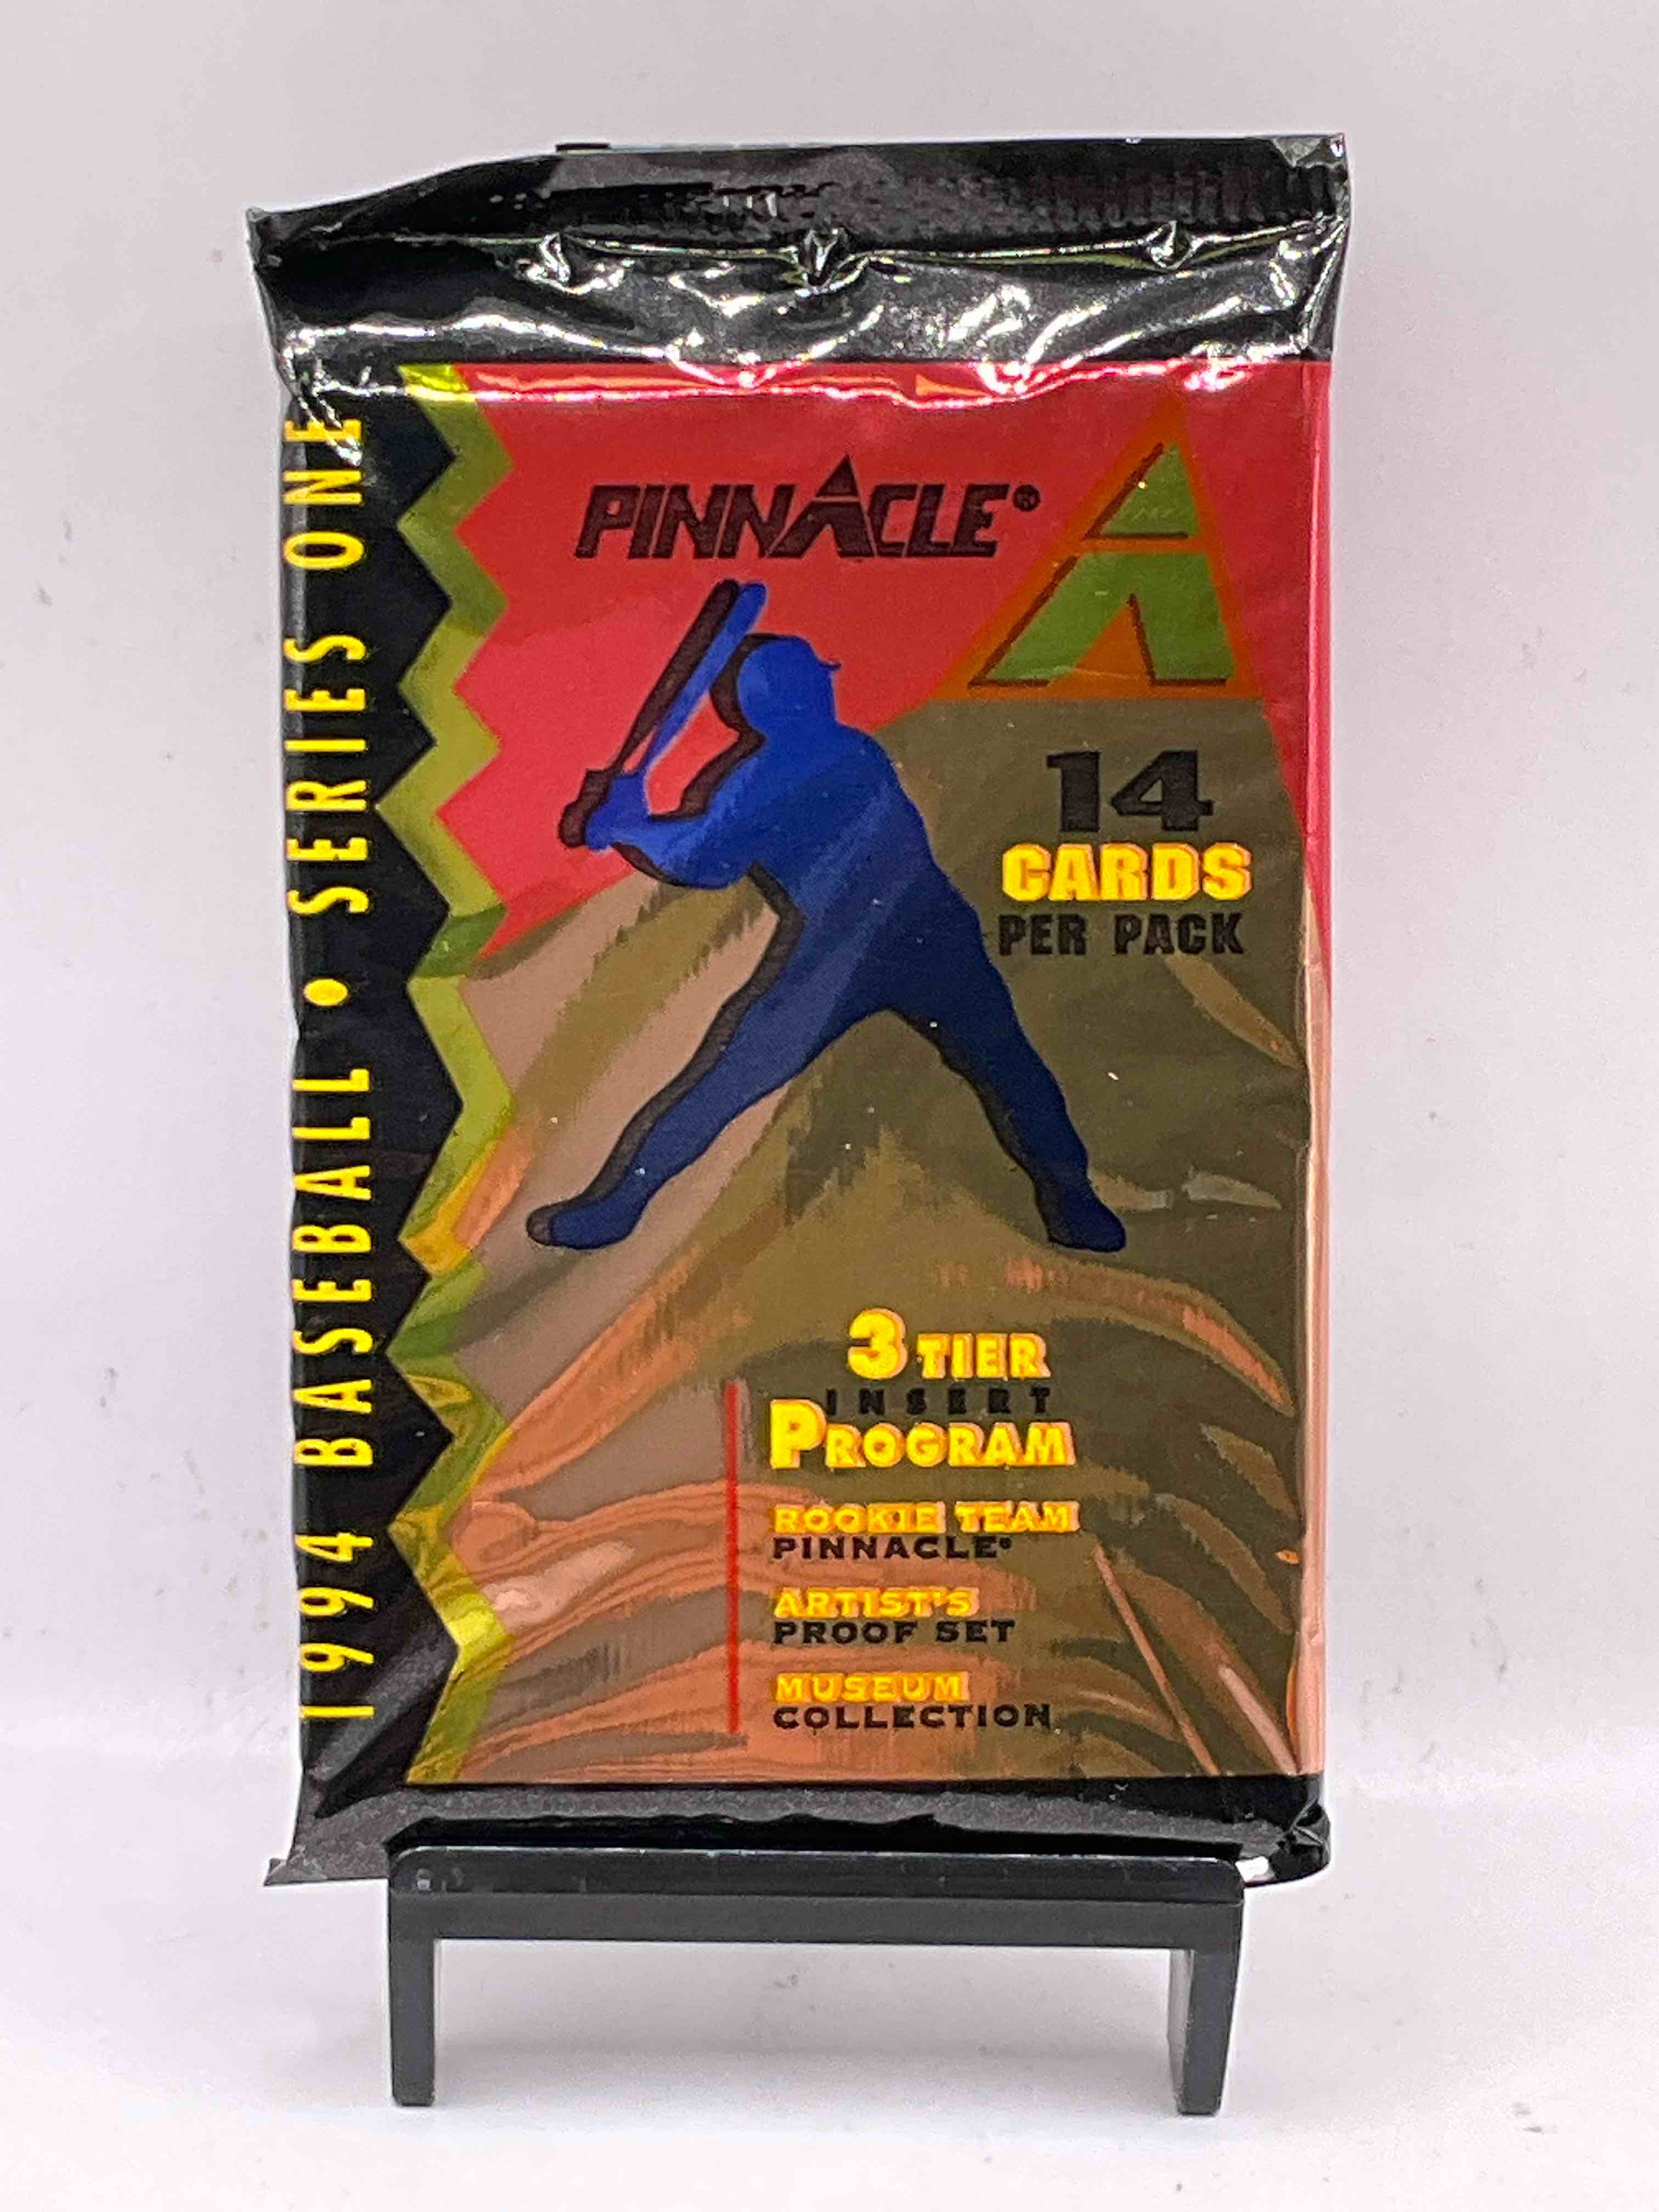 1994 BASEBALL • SERIES ONE
PINNACLE®
14
CARDS
PER PACK
3 TIER
INSERT
PROGRAM
ROOKIE TEAM
PINNACLE®
ARTIST'S
PROOF SET
MUSEUM
COLLECTION